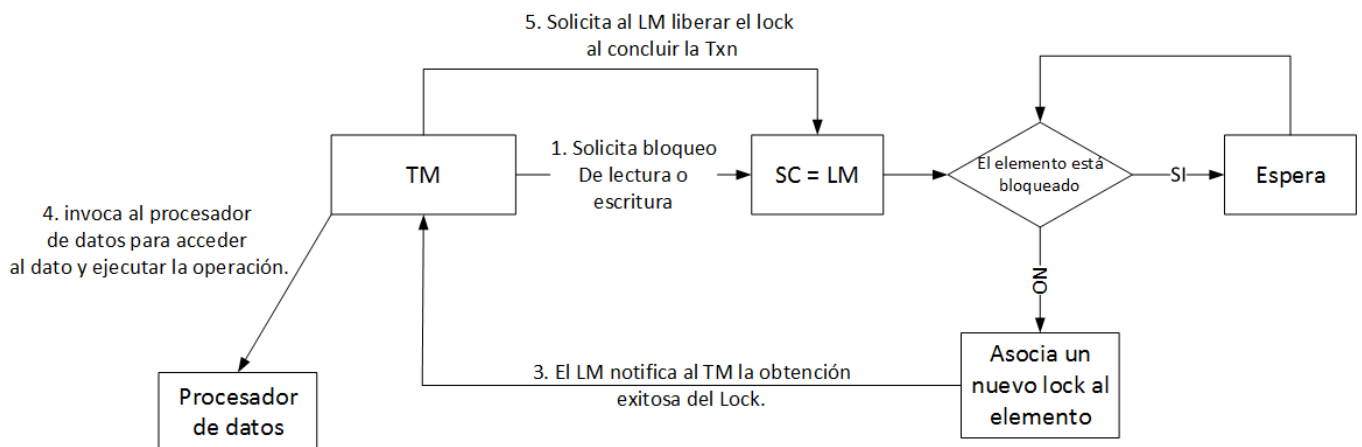 5. Solicita al LM liberar el lock
al concluir la Txn
TM
1. Solicita bloqueo
De lectura o
escritura
SC = LM
El elemento está
bloqueado
SI
Espera
4. invoca al procesador
de datos para acceder
al dato y ejecutar la operación.
NO
Asocia un
nuevo lock al
elemento
3. El LM notifica al TM la obtención
exitosa del Lock.
Procesador
de datos